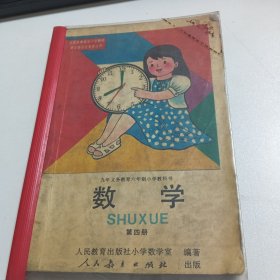 九年义务教育六年制小学教科书
数学
SHUXUE
第四册
人民教育出版社小学数学室 编著
人民教育出版社 出版